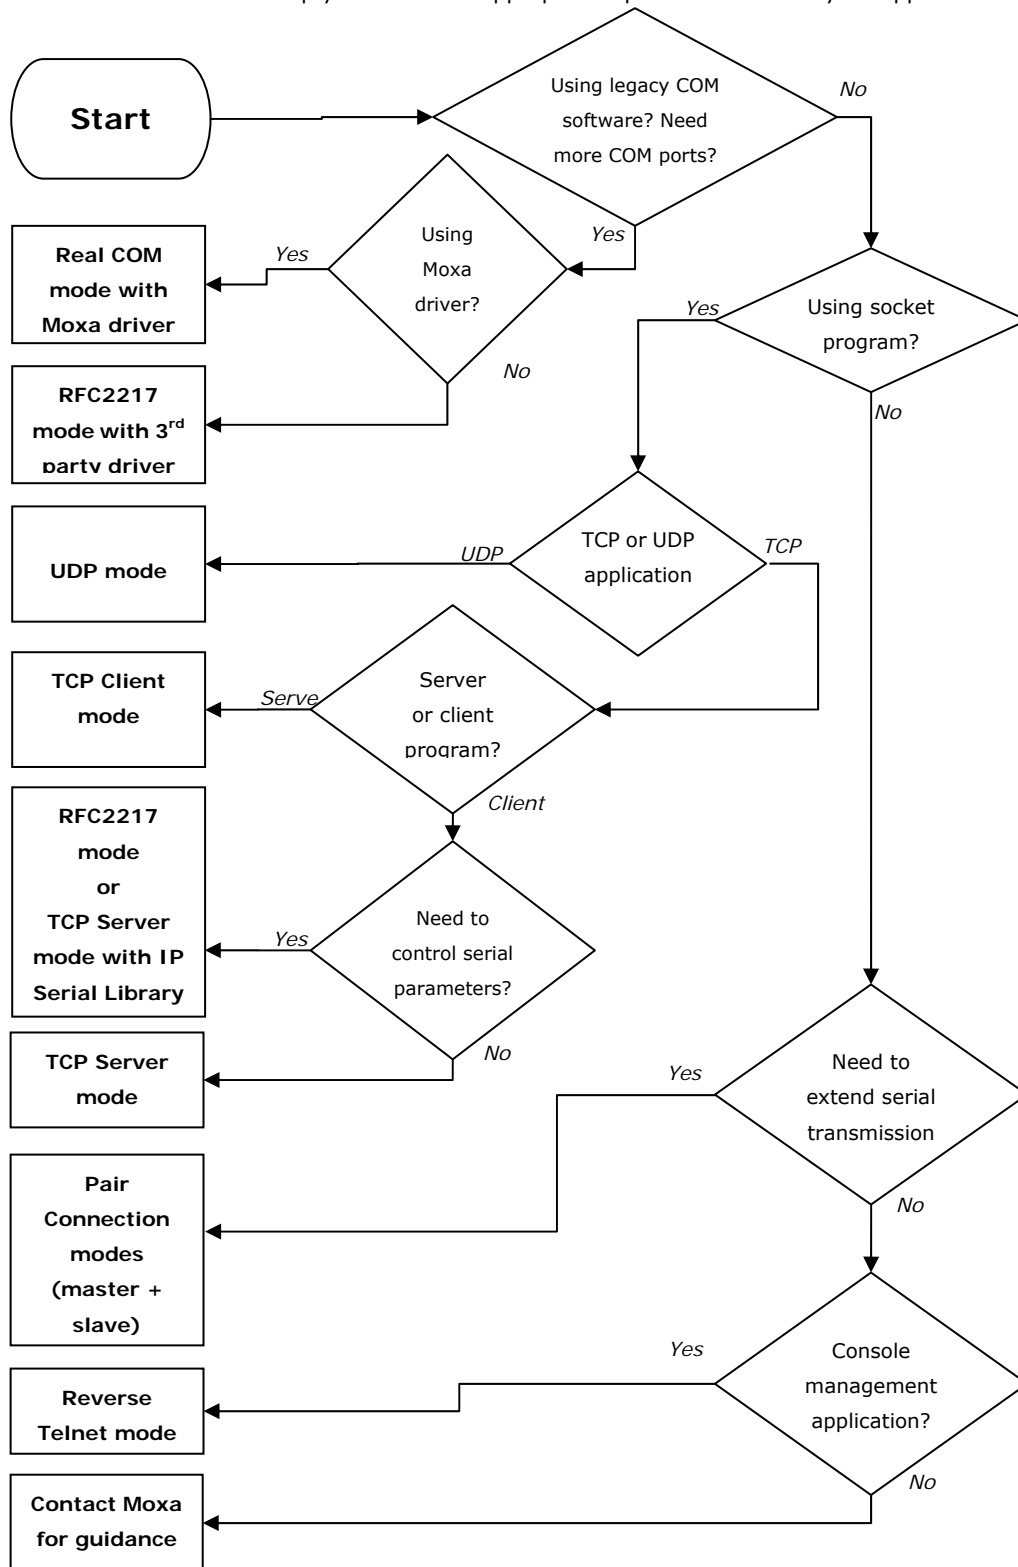 Start
Using legacy COM
software? Need
more COM ports?
No
Yes
Using
Moxa
driver?
Yes
Real COM
mode with
Moxa driver
No
RFC2217
mode with 3rd
party driver
Using socket
program?
Yes
No
TCP or UDP
application
UDP
TCP
UDP mode
Server
or client
program?
Serve
TCP Client
mode
Client
Need to
control serial
parameters?
Yes
RFC2217
mode
or
TCP Server
mode with IP
Serial Library
No
TCP Server
mode
Need to
extend serial
transmission
Yes
Pair
Connection
modes
(master +
slave)
No
Console
management
application?
Yes
Reverse
Telnet mode
No
Contact Moxa
for guidance